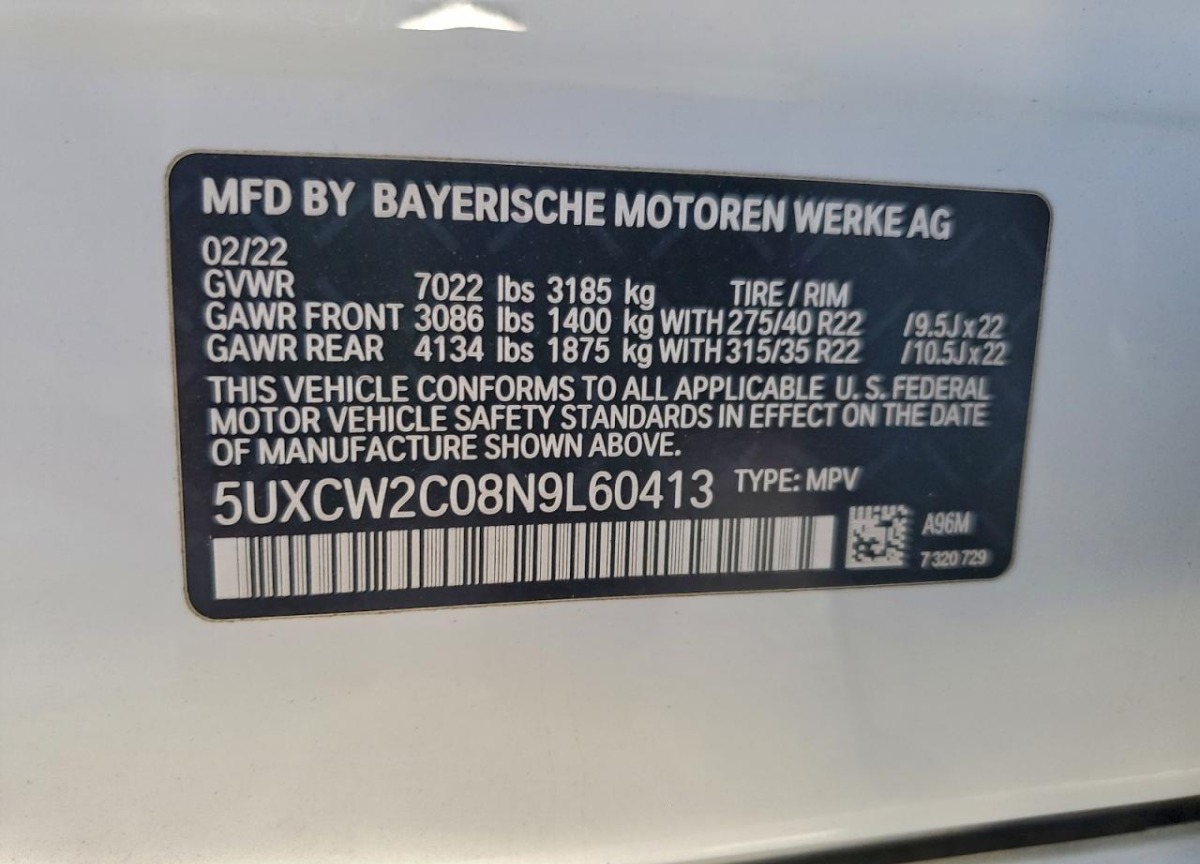 MFD BY BAYERISCHE MOTOREN WERKE AG
02/22
GVWR 7022 lbs 3185 kg TIRE / RIM
GAWR FRONT 3086 lbs 1400 kg WITH 275/40 R22 /9.5J x 22
GAWR REAR 4134 lbs 1875 kg WITH 315/35 R22 /10.5J x 22
THIS VEHICLE CONFORMS TO ALL APPLICABLE U.S. FEDERAL
MOTOR VEHICLE SAFETY STANDARDS IN EFFECT ON THE DATE
OF MANUFACTURE SHOWN ABOVE.
5UXCW2C08N9L60413 TYPE: MPV
A96M
7 320 729